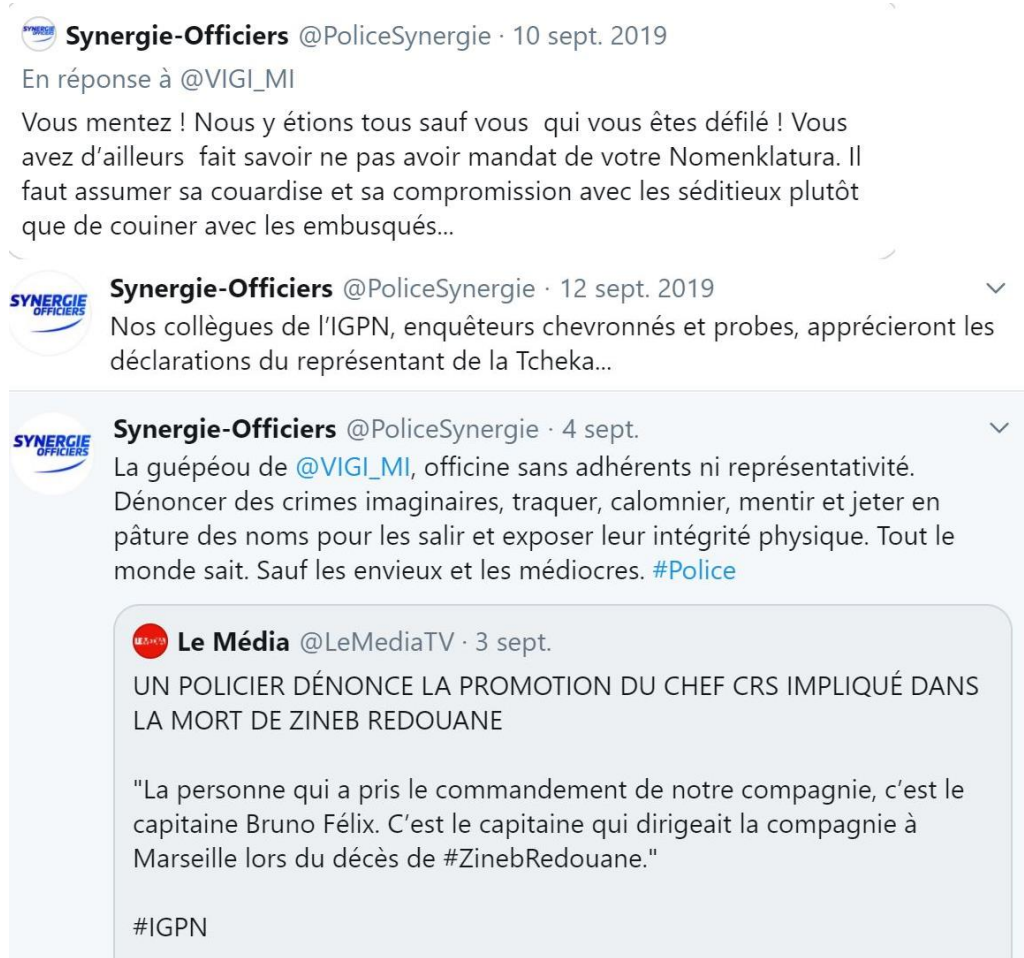 Synergie-Officiers @PoliceSynergie · 10 sept. 2019
En réponse à @VIGI_MI
Vous mentez ! Nous y étions tous sauf vous  qui vous êtes défilé ! Vous
avez d’ailleurs  fait savoir ne pas avoir mandat de votre Nomenklatura. Il
faut assumer sa couardise et sa compromission avec les séditieux plutôt
que de couiner avec les embusqués...
SYNERGIE
OFFICIERS
Synergie-Officiers @PoliceSynergie · 12 sept. 2019
Nos collègues de l’IGPN, enquêteurs chevronnés et probes, apprécieront les
déclarations du représentant de la Tcheka...
SYNERGIE
OFFICIERS
Synergie-Officiers @PoliceSynergie · 4 sept.
La guépéou de @VIGI_MI, officine sans adhérents ni représentativité.
Dénoncer des crimes imaginaires, traquer, calomnier, mentir et jeter en
pâture des noms pour les salir et exposer leur intégrité physique. Tout le
monde sait. Sauf les envieux et les médiocres. #Police
Le Média @LeMediaTV · 3 sept.
UN POLICIER DÉNONCE LA PROMOTION DU CHEF CRS IMPLIQUÉ DANS
LA MORT DE ZINEB REDOUANE
"La personne qui a pris le commandement de notre compagnie, c’est le
capitaine Bruno Félix. C’est le capitaine qui dirigeait la compagnie à
Marseille lors du décès de #ZinebRedouane."
#IGPN